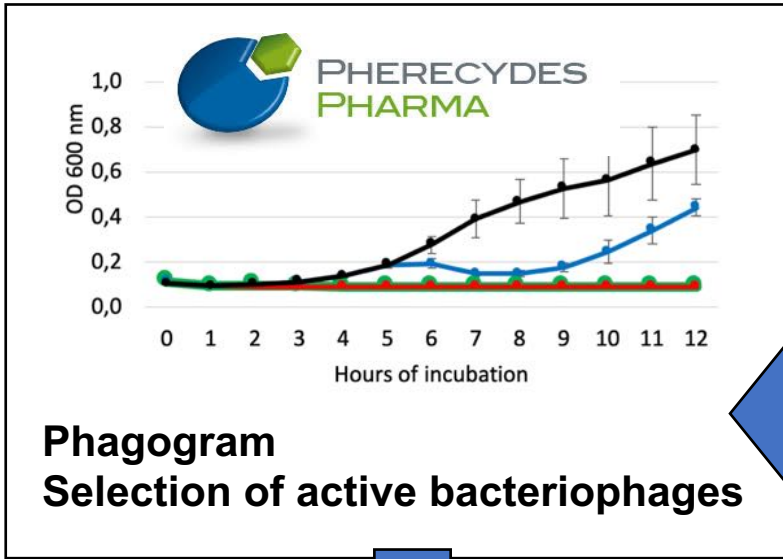 PHERECYDES
PHARMA
OD 600 nm
1,0
0,8
0,6
0,4
0,2
0,0
0 1 2 3 4 5 6 7 8 9 10 11 12
Hours of incubation
Phagogram
Selection of active bacteriophages